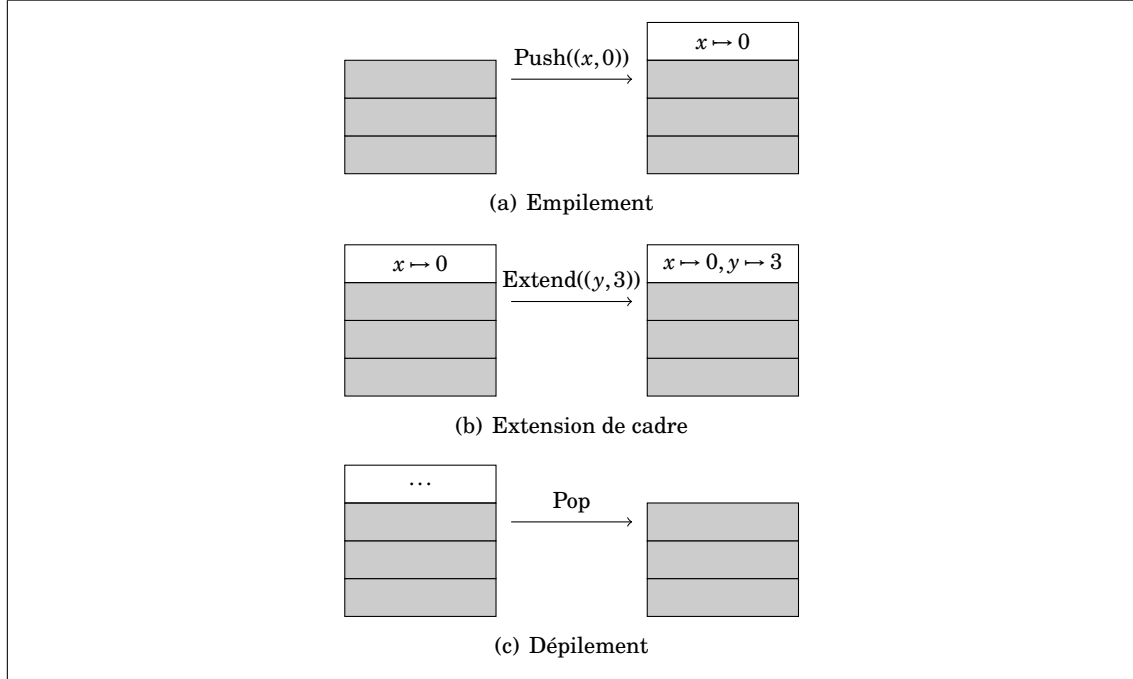 x ↦ 0
Push((x,0))
(a) Empilement
x ↦ 0
Extend((y,3))
x ↦ 0, y ↦ 3
(b) Extension de cadre
...
Pop
(c) Dépilement